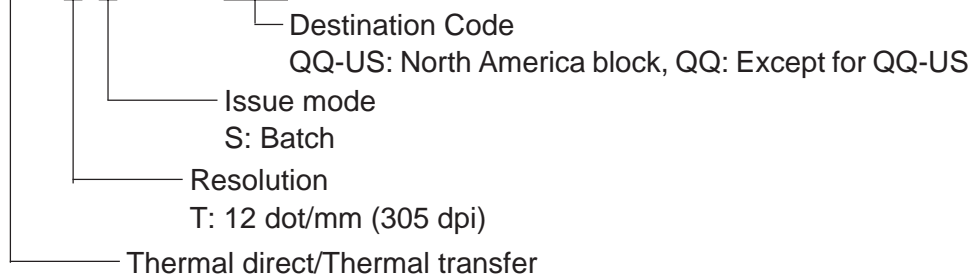 Destination Code
QQ-US: North America block, QQ: Except for QQ-US
Issue mode
S: Batch
Resolution
T: 12 dot/mm (305 dpi)
Thermal direct/Thermal transfer